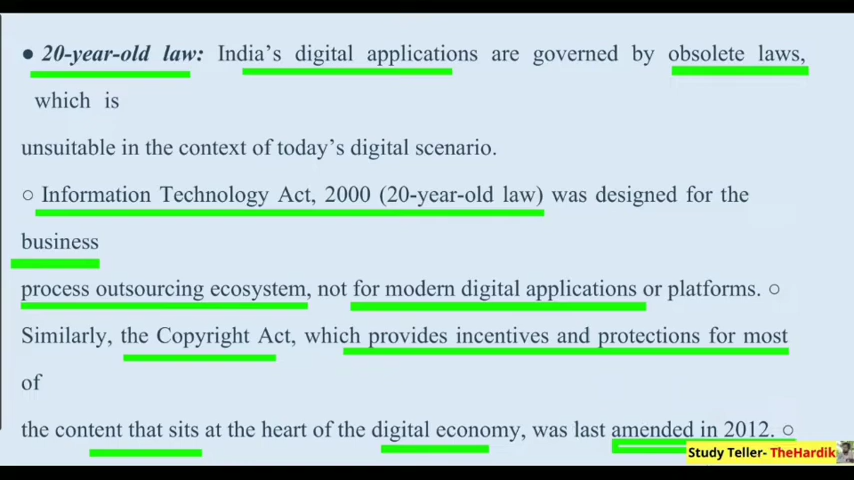 ● 20-year-old law: India’s digital applications are governed by obsolete laws,
which is
unsuitable in the context of today’s digital scenario.
○ Information Technology Act, 2000 (20-year-old law) was designed for the
business
process outsourcing ecosystem, not for modern digital applications or platforms. ○
Similarly, the Copyright Act, which provides incentives and protections for most
of
the content that sits at the heart of the digital economy, was last amended in 2012. ○
Study Teller- TheHardik